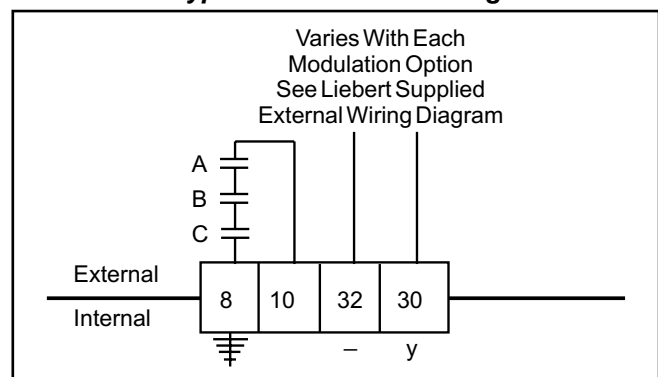 Varies With Each
Modulation Option
See Liebert Supplied
External Wiring Diagram
A
B
C
External
8 10 32 30
Internal
– y